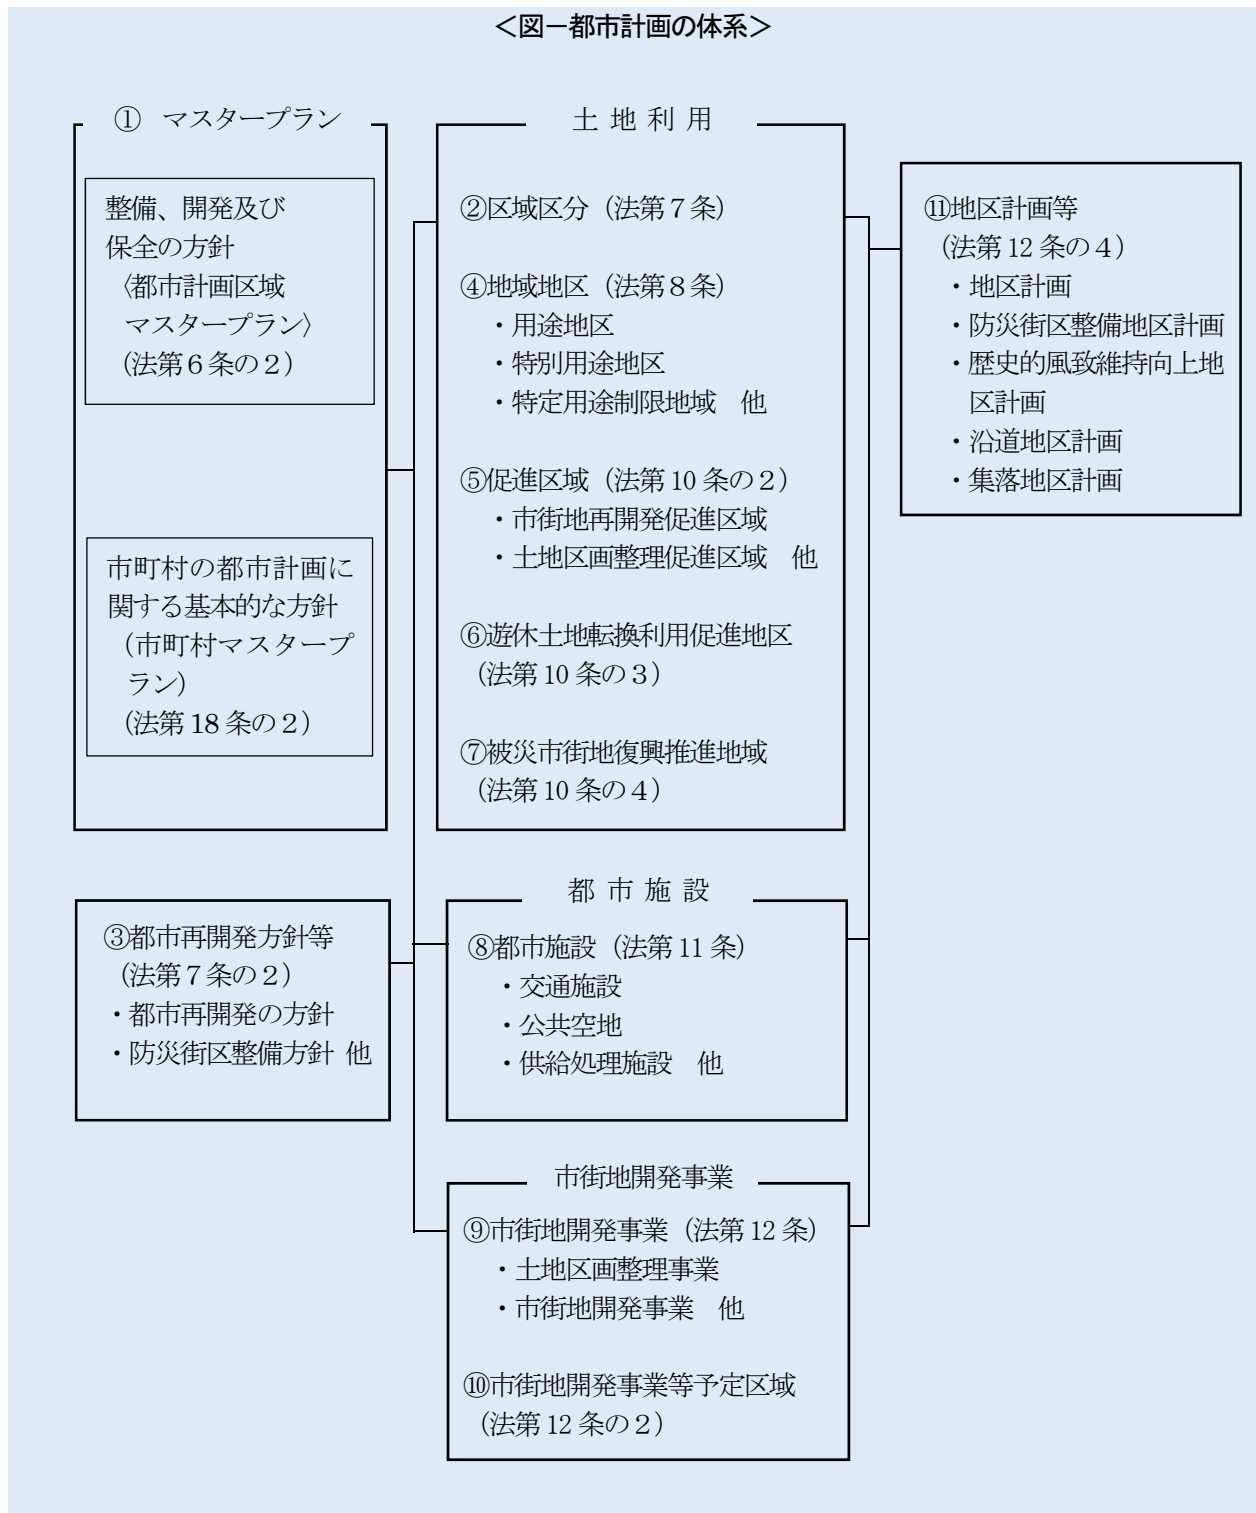 ＜図－都市計画の体系＞
① マスタープラン
整備、開発及び
保全の方針
〈都市計画区域
マスタープラン〉
（法第６条の２）
市町村の都市計画に
関する基本的な方針
（市町村マスタープ
ラン）
（法第 18 条の２）
③都市再開発方針等
（法第７条の２）
・都市再開発の方針
・防災街区整備方針 他
土 地 利 用
②区域区分（法第７条）
④地域地区（法第８条）
・用途地区
・特別用途地区
・特定用途制限地域　他
⑤促進区域（法第 10 条の２）
・市街地再開発促進区域
・土地区画整理促進区域　他
⑥遊休土地転換利用促進地区
（法第 10 条の３）
⑦被災市街地復興推進地域
（法第 10 条の４）
都 市 施 設
⑧都市施設（法第 11 条）
・交通施設
・公共空地
・供給処理施設　他
市街地開発事業
⑨市街地開発事業（法第 12 条）
・土地区画整理事業
・市街地開発事業　他
⑩市街地開発事業等予定区域
（法第 12 条の２）
⑪地区計画等
（法第 12 条の４）
・地区計画
・防災街区整備地区計画
・歴史的風致維持向上地
区計画
・沿道地区計画
・集落地区計画